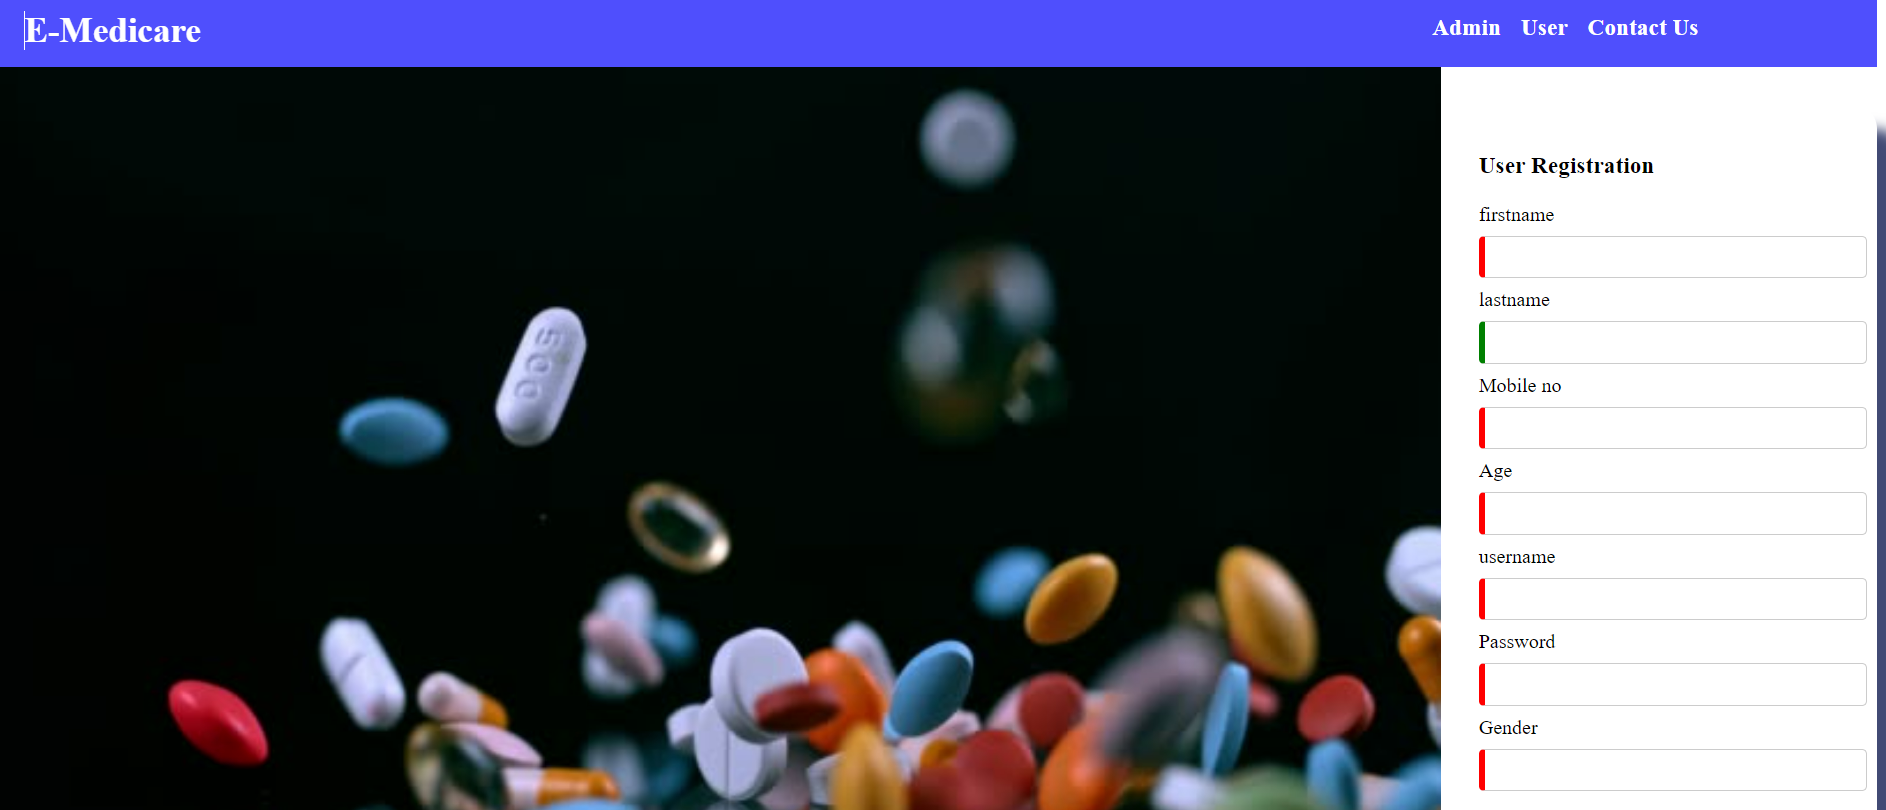 E-Medicare
Admin User Contact Us
User Registration
firstname
lastname
Mobile no
Age
username
Password
Gender